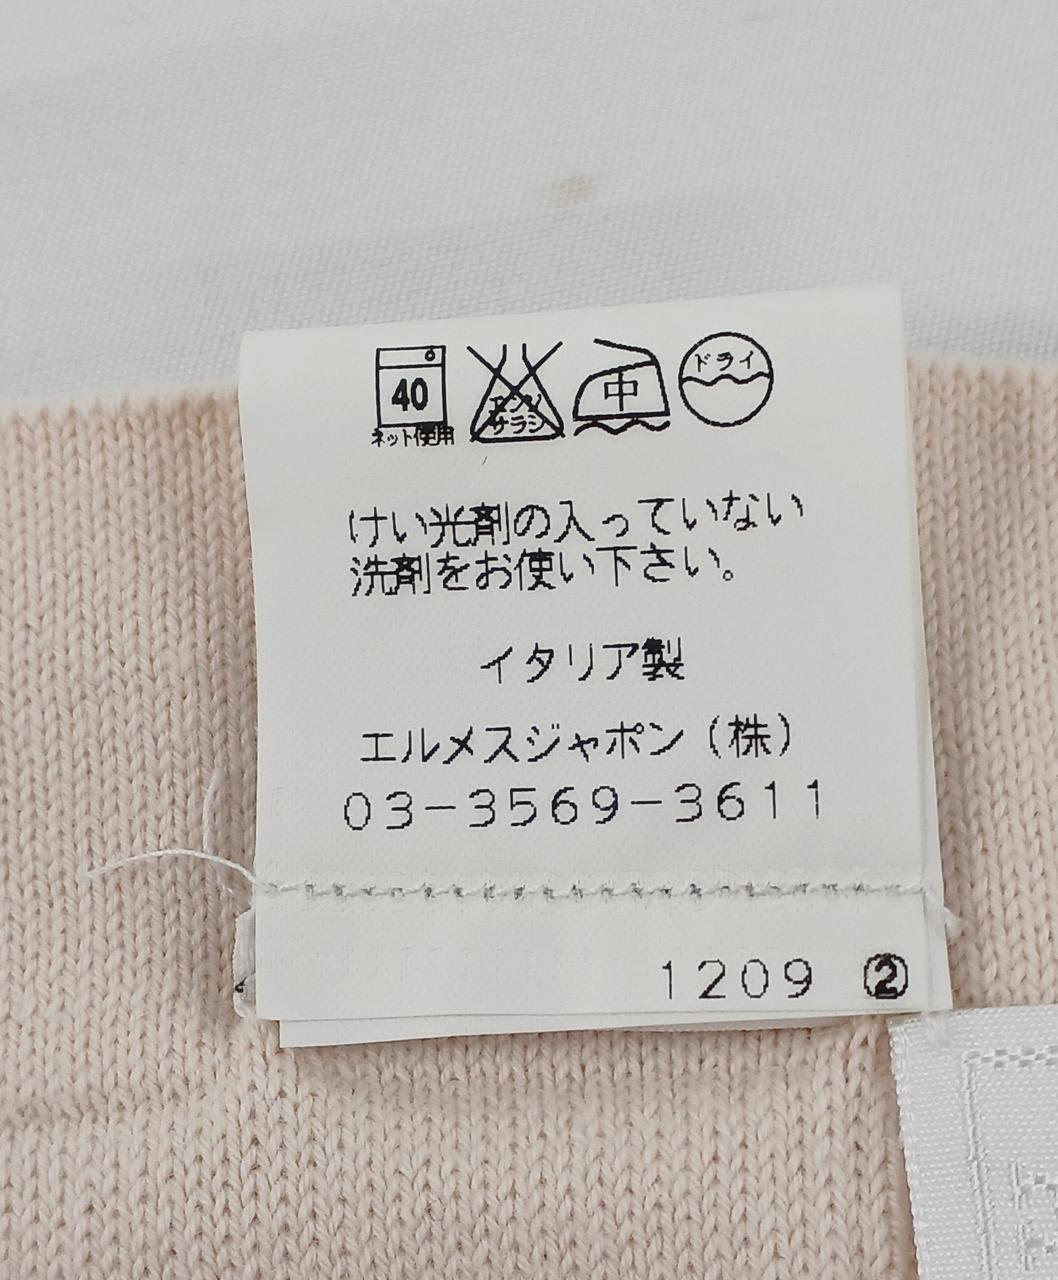 40
ネット使用
エンソ
サラシ
中
ドライ
けい光剤の入っていない
洗剤をお使い下さい。
イタリア製
エルメスジャポン(株)
03-3569-3611
1209 ②